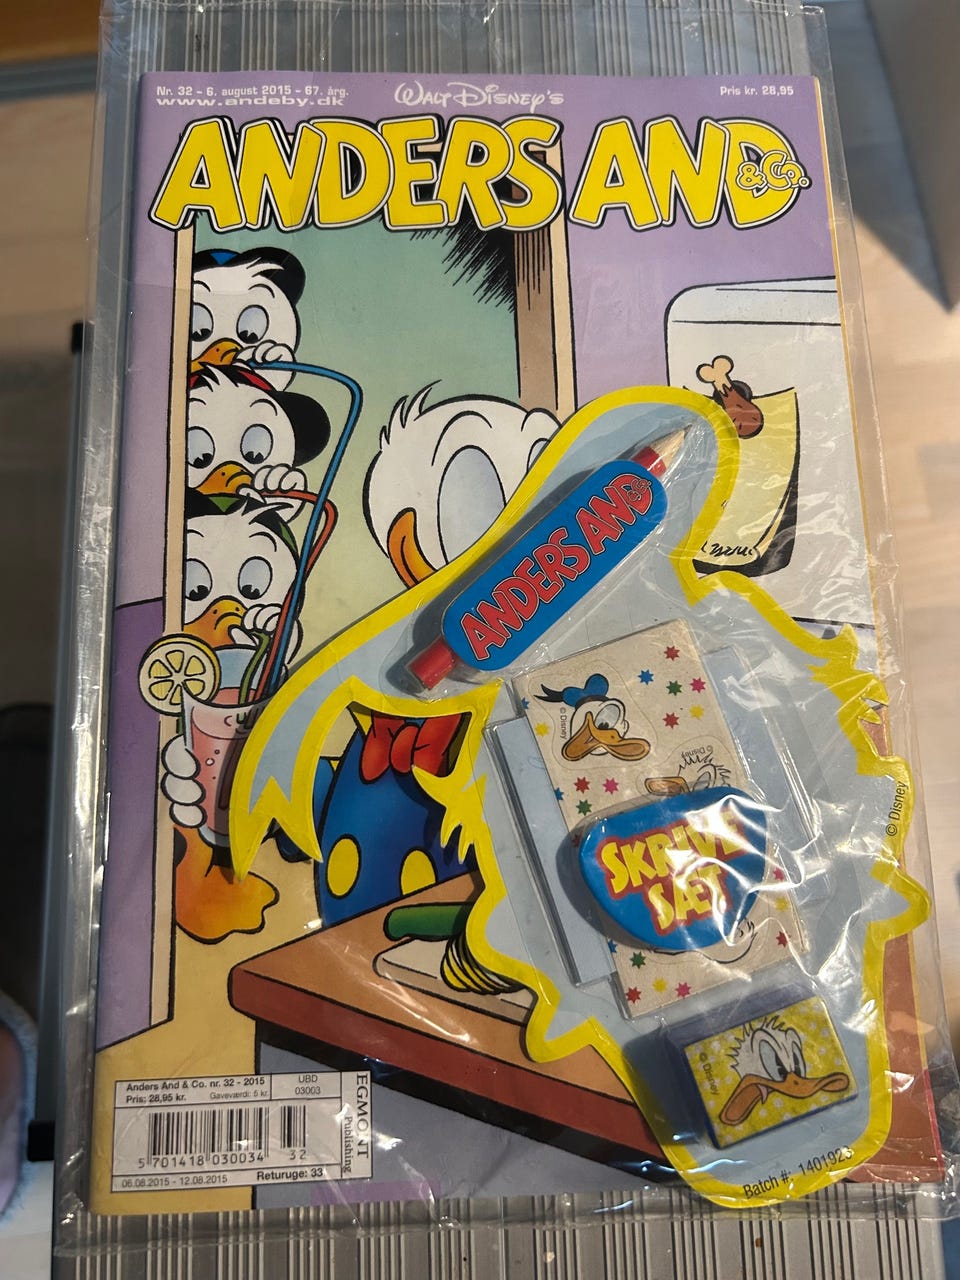 Nr. 32 - 6. august 2015 - 67. årg.
www.andeby.dk
WALT DISNEY'S
Pris kr. 28,95
ANDERS AND
& Co.
ANDERS AND
& Co.
© Disney
© Disney
© Disney
SKRIVE
SÆT
© Disney
Batch #: 1401923
Anders And & Co. nr. 32 - 2015
Pris: 28,95 kr.
Gaveværdi: 5 kr.
UBD
03003
EGMONT
Publishing
5 701418 030034
32
06.08.2015 - 12.08.2015
Returuge: 33